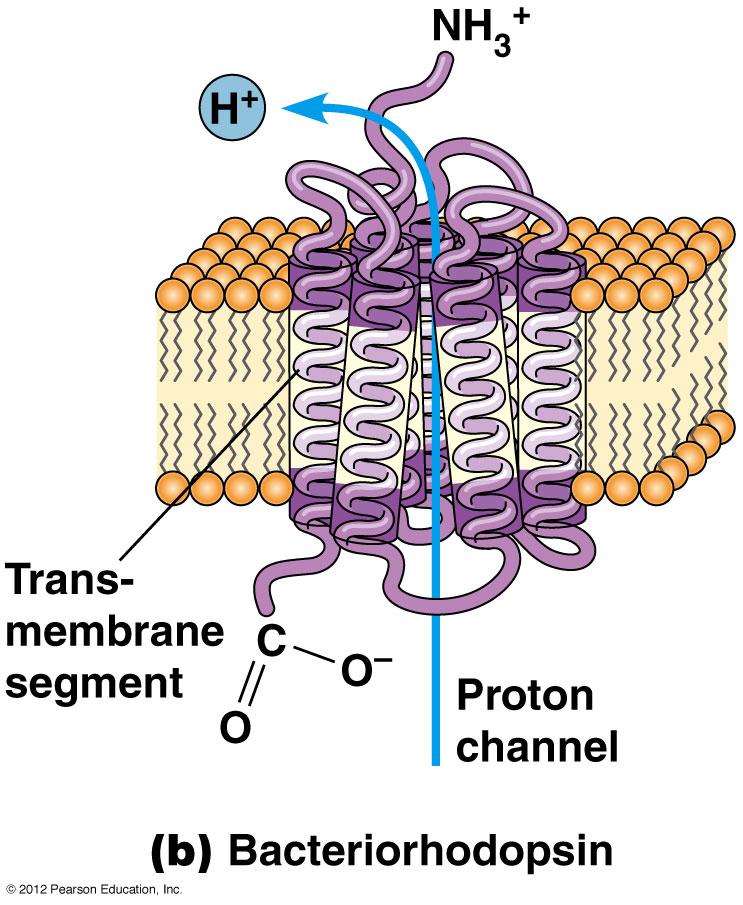 NH₃⁺
H⁺
Trans-
membrane
segment
C
O⁻
O
Proton
channel
(b) Bacteriorhodopsin
© 2012 Pearson Education, Inc.